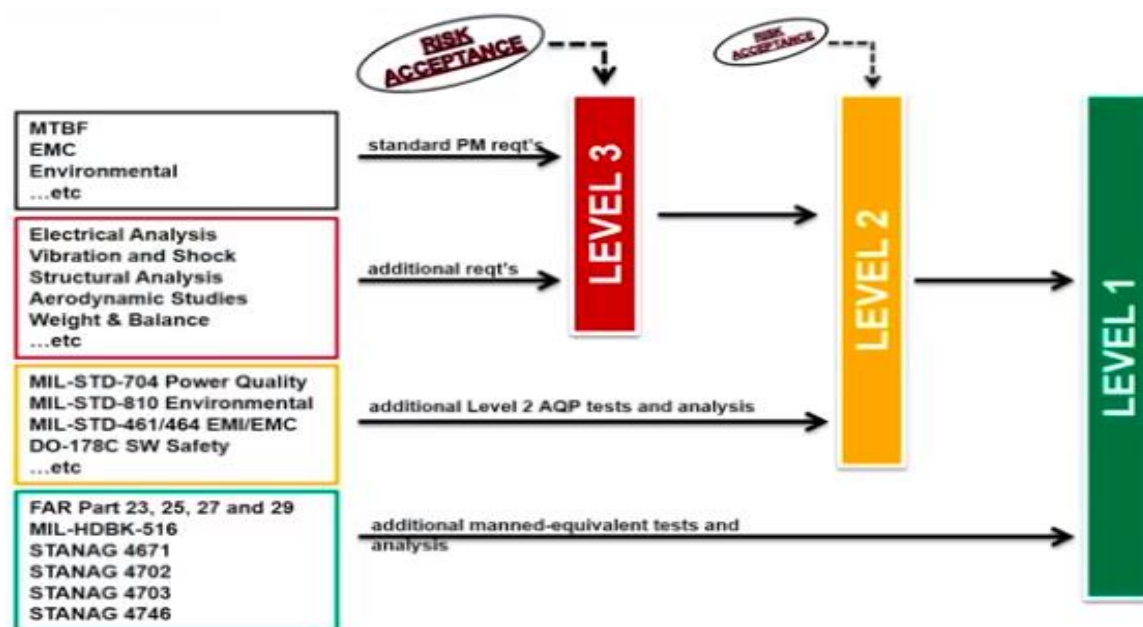 RISK
ACCEPTANCE
RISK
ACCEPTANCE
MTBF
EMC
Environmental
...etc
standard PM reqt's
Electrical Analysis
Vibration and Shock
Structural Analysis
Aerodynamic Studies
Weight & Balance
...etc
additional reqt's
LEVEL 3
LEVEL 2
LEVEL 1
MIL-STD-704 Power Quality
MIL-STD-810 Environmental
MIL-STD-461/464 EMI/EMC
DO-178C SW Safety
...etc
additional Level 2 AQP tests and analysis
FAR Part 23, 25, 27 and 29
MIL-HDBK-516
STANAG 4671
STANAG 4702
STANAG 4703
STANAG 4746
additional manned-equivalent tests and
analysis